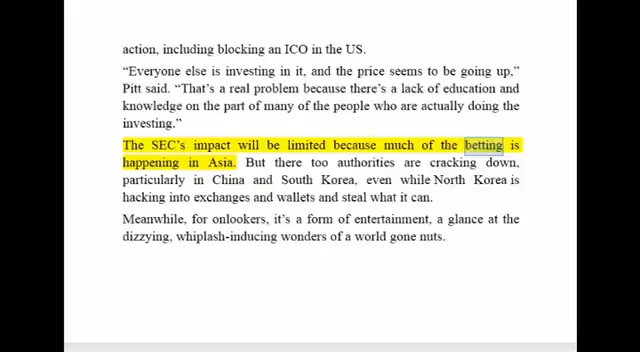 action, including blocking an ICO in the US.
“Everyone else is investing in it, and the price seems to be going up,”
Pitt said. “That’s a real problem because there’s a lack of education and
knowledge on the part of many of the people who are actually doing the
investing.”
The SEC’s impact will be limited because much of the betting is
happening in Asia. But there too authorities are cracking down,
particularly in China and South Korea, even while North Korea is
hacking into exchanges and wallets and steal what it can.
Meanwhile, for onlookers, it’s a form of entertainment, a glance at the
dizzying, whiplash-inducing wonders of a world gone nuts.